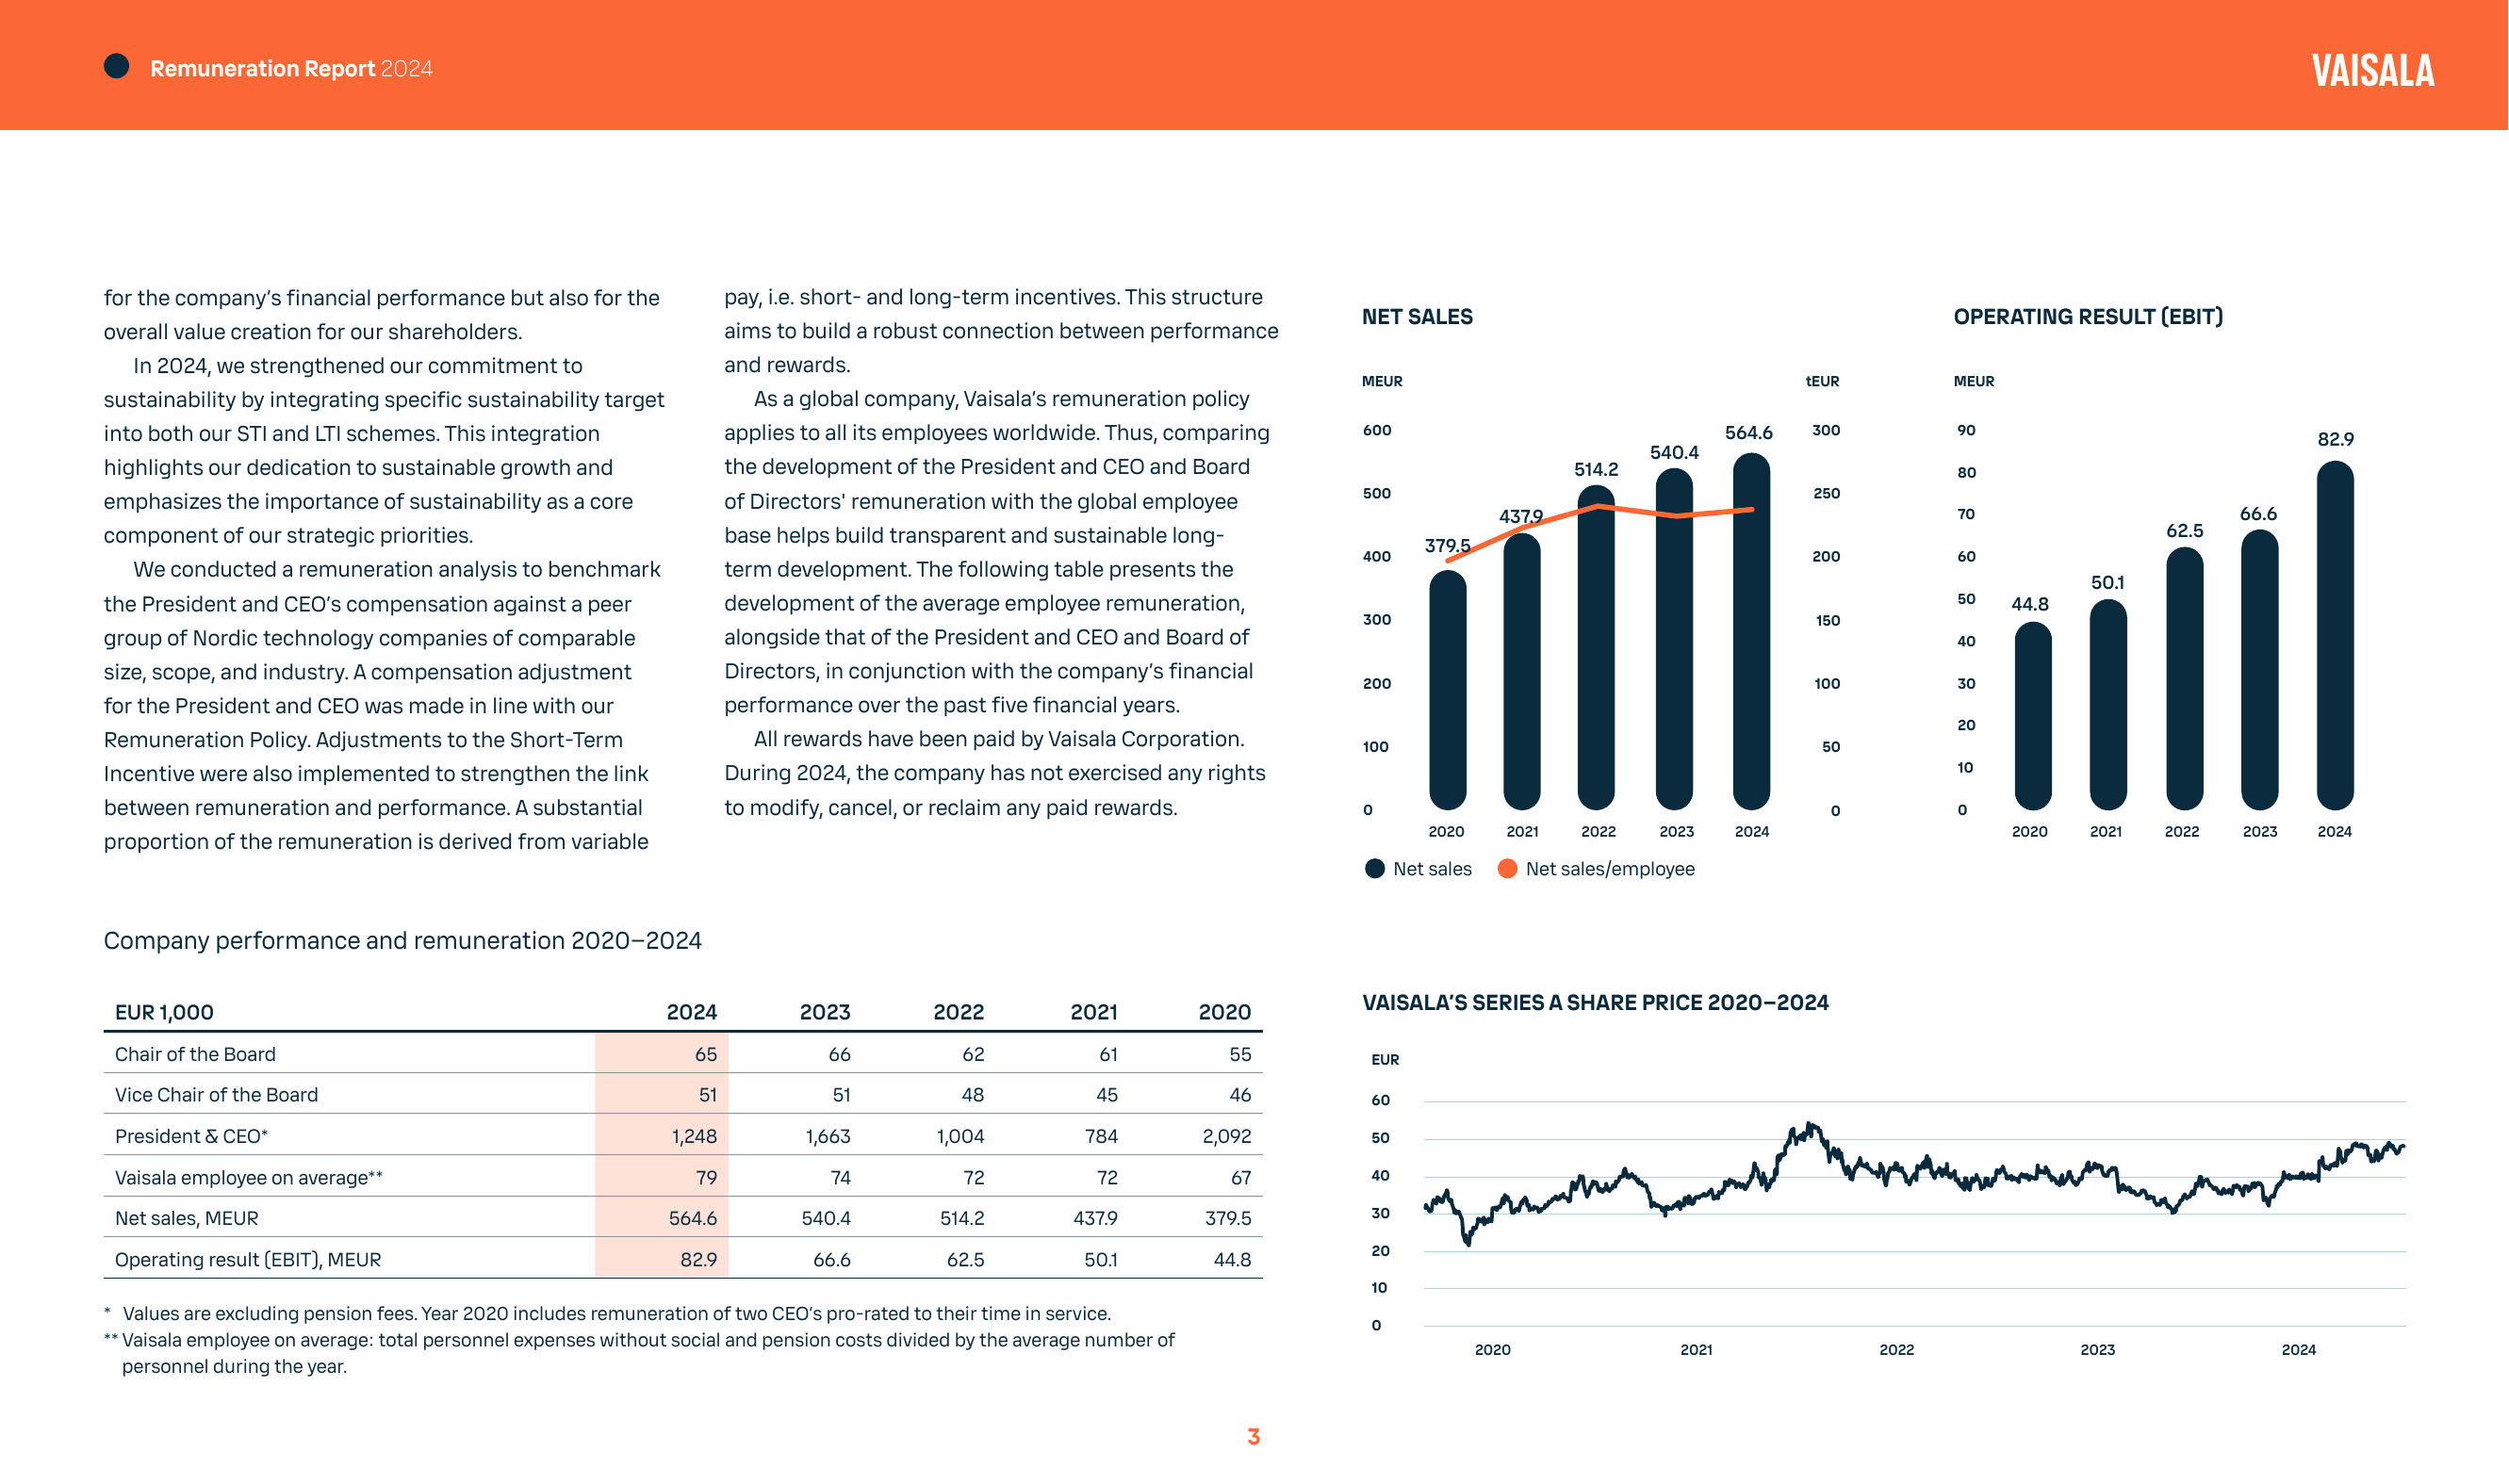 Remuneration Report 2024
VAISALA
for the company's financial performance but also for the
overall value creation for our shareholders.
In 2024, we strengthened our commitment to
sustainability by integrating specific sustainability target
into both our STI and LTI schemes. This integration
highlights our dedication to sustainable growth and
emphasizes the importance of sustainability as a core
component of our strategic priorities.
We conducted a remuneration analysis to benchmark
the President and CEO's compensation against a peer
group of Nordic technology companies of comparable
size, scope, and industry. A compensation adjustment
for the President and CEO was made in line with our
Remuneration Policy. Adjustments to the Short-Term
Incentive were also implemented to strengthen the link
between remuneration and performance. A substantial
proportion of the remuneration is derived from variable
pay, i.e. short- and long-term incentives. This structure
aims to build a robust connection between performance
and rewards.
As a global company, Vaisala's remuneration policy
applies to all its employees worldwide. Thus, comparing
the development of the President and CEO and Board
of Directors' remuneration with the global employee
base helps build transparent and sustainable long-
term development. The following table presents the
development of the average employee remuneration,
alongside that of the President and CEO and Board of
Directors, in conjunction with the company's financial
performance over the past five financial years.
All rewards have been paid by Vaisala Corporation.
During 2024, the company has not exercised any rights
to modify, cancel, or reclaim any paid rewards.
NET SALES
MEUR tEUR
600 300
500 250
400 200
300 150
200 100
100 50
0 0
379.5 437.9 514.2 540.4 564.6
2020 2021 2022 2023 2024
Net sales Net sales/employee
OPERATING RESULT (EBIT)
MEUR
90
80
70
60
50
40
30
20
10
0
44.8 50.1 62.5 66.6 82.9
2020 2021 2022 2023 2024
Company performance and remuneration 2020–2024
EUR 1,000 2024 2023 2022 2021 2020
Chair of the Board 65 66 62 61 55
Vice Chair of the Board 51 51 48 45 46
President & CEO* 1,248 1,663 1,004 784 2,092
Vaisala employee on average** 79 74 72 72 67
Net sales, MEUR 564.6 540.4 514.2 437.9 379.5
Operating result (EBIT), MEUR 82.9 66.6 62.5 50.1 44.8
* Values are excluding pension fees. Year 2020 includes remuneration of two CEO's pro-rated to their time in service.
** Vaisala employee on average: total personnel expenses without social and pension costs divided by the average number of
personnel during the year.
VAISALA'S SERIES A SHARE PRICE 2020–2024
EUR
60
50
40
30
20
10
0
2020 2021 2022 2023 2024
3